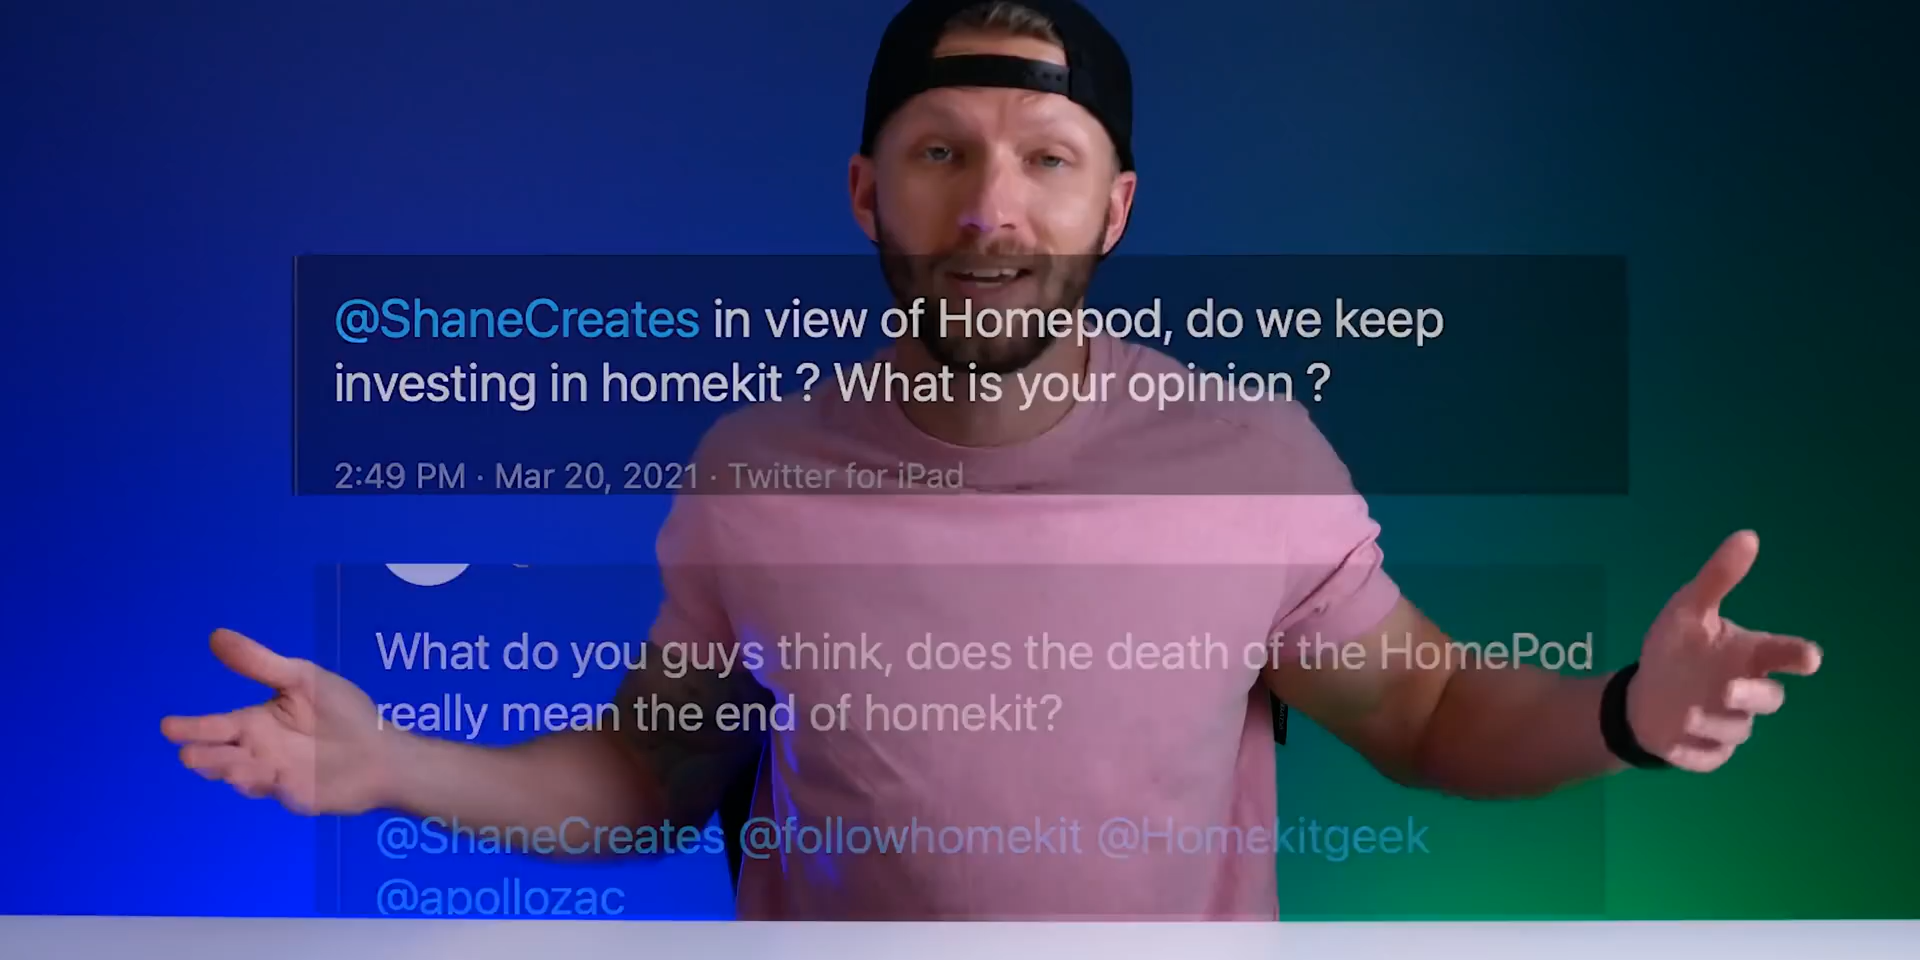 @ShaneCreates in view of Homepod, do we keep
investing in homekit ? What is your opinion ?
2:49 PM · Mar 20, 2021 · Twitter for iPad
What do you guys think, does the death of the HomePod
really mean the end of homekit?
@ShaneCreates @followhomekit @Homekitgeek
@apollozac